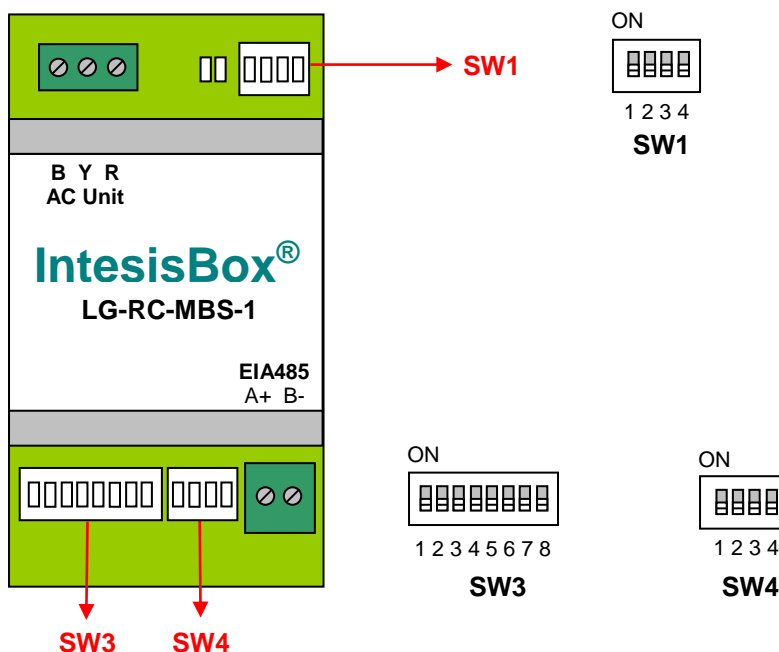 SW1
B Y R
AC Unit
IntesisBox®
LG-RC-MBS-1
EIA485
A+ B-
SW3 SW4
ON
1 2 3 4
SW1
ON
1 2 3 4 5 6 7 8
SW3
ON
1 2 3 4
SW4